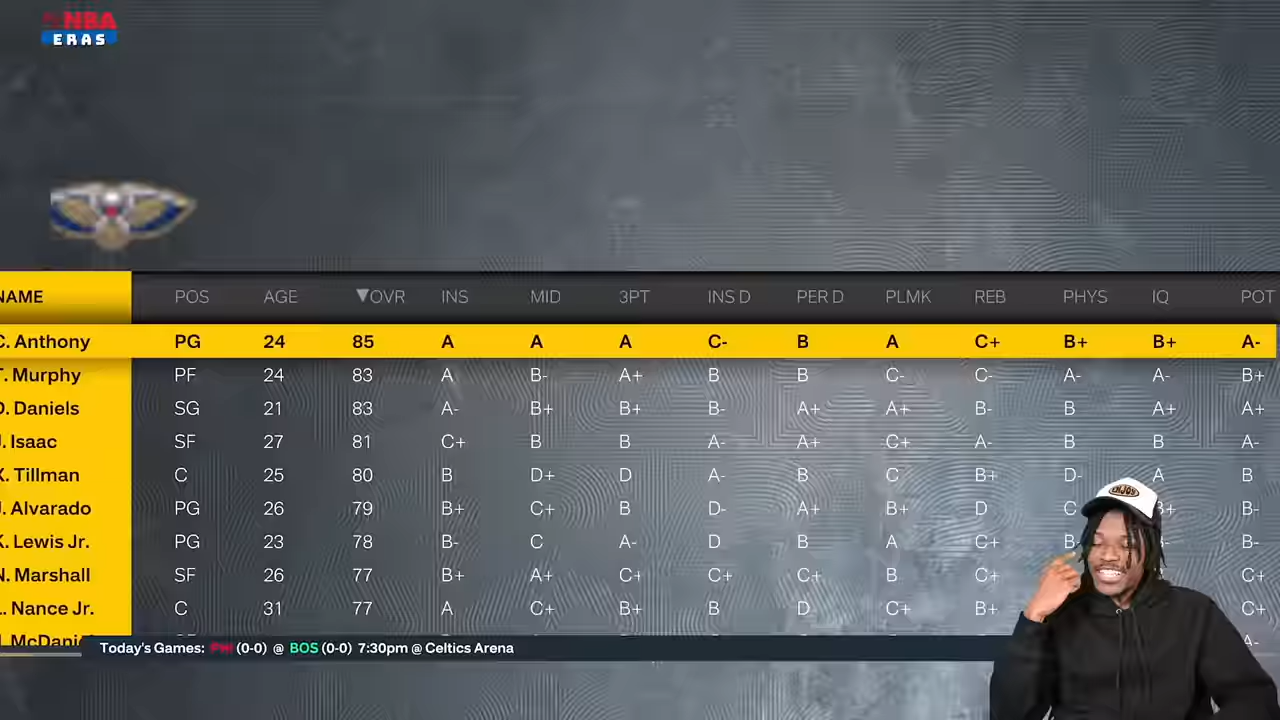 NBA
ERAS
NAME POS AGE ▼OVR INS MID 3PT INS D PER D PLMK REB PHYS IQ POT
C. Anthony PG 24 85 A A A C- B A C+ B+ B+ A-
T. Murphy PF 24 83 A B- A+ B B C- C- A- A- B+
D. Daniels SG 21 83 A- B+ B+ B- A+ A+ B- B A+ A+
J. Isaac SF 27 81 C+ B B A- A+ C+ A- B B A-
X. Tillman C 25 80 B D+ D A- B C B+ D- A B
J. Alvarado PG 26 79 B+ C+ B D- A+ B+ D C B+ B-
K. Lewis Jr. PG 23 78 B- C A- D B A C+ B- B-
N. Marshall SF 26 77 B+ A+ C+ C+ C+ B C+ C+
L. Nance Jr. C 31 77 A C+ B+ B D C+ B+ C+
McDaniel A-
Today's Games: PHI (0-0) @ BOS (0-0) 7:30pm @ Celtics Arena
ENJOY